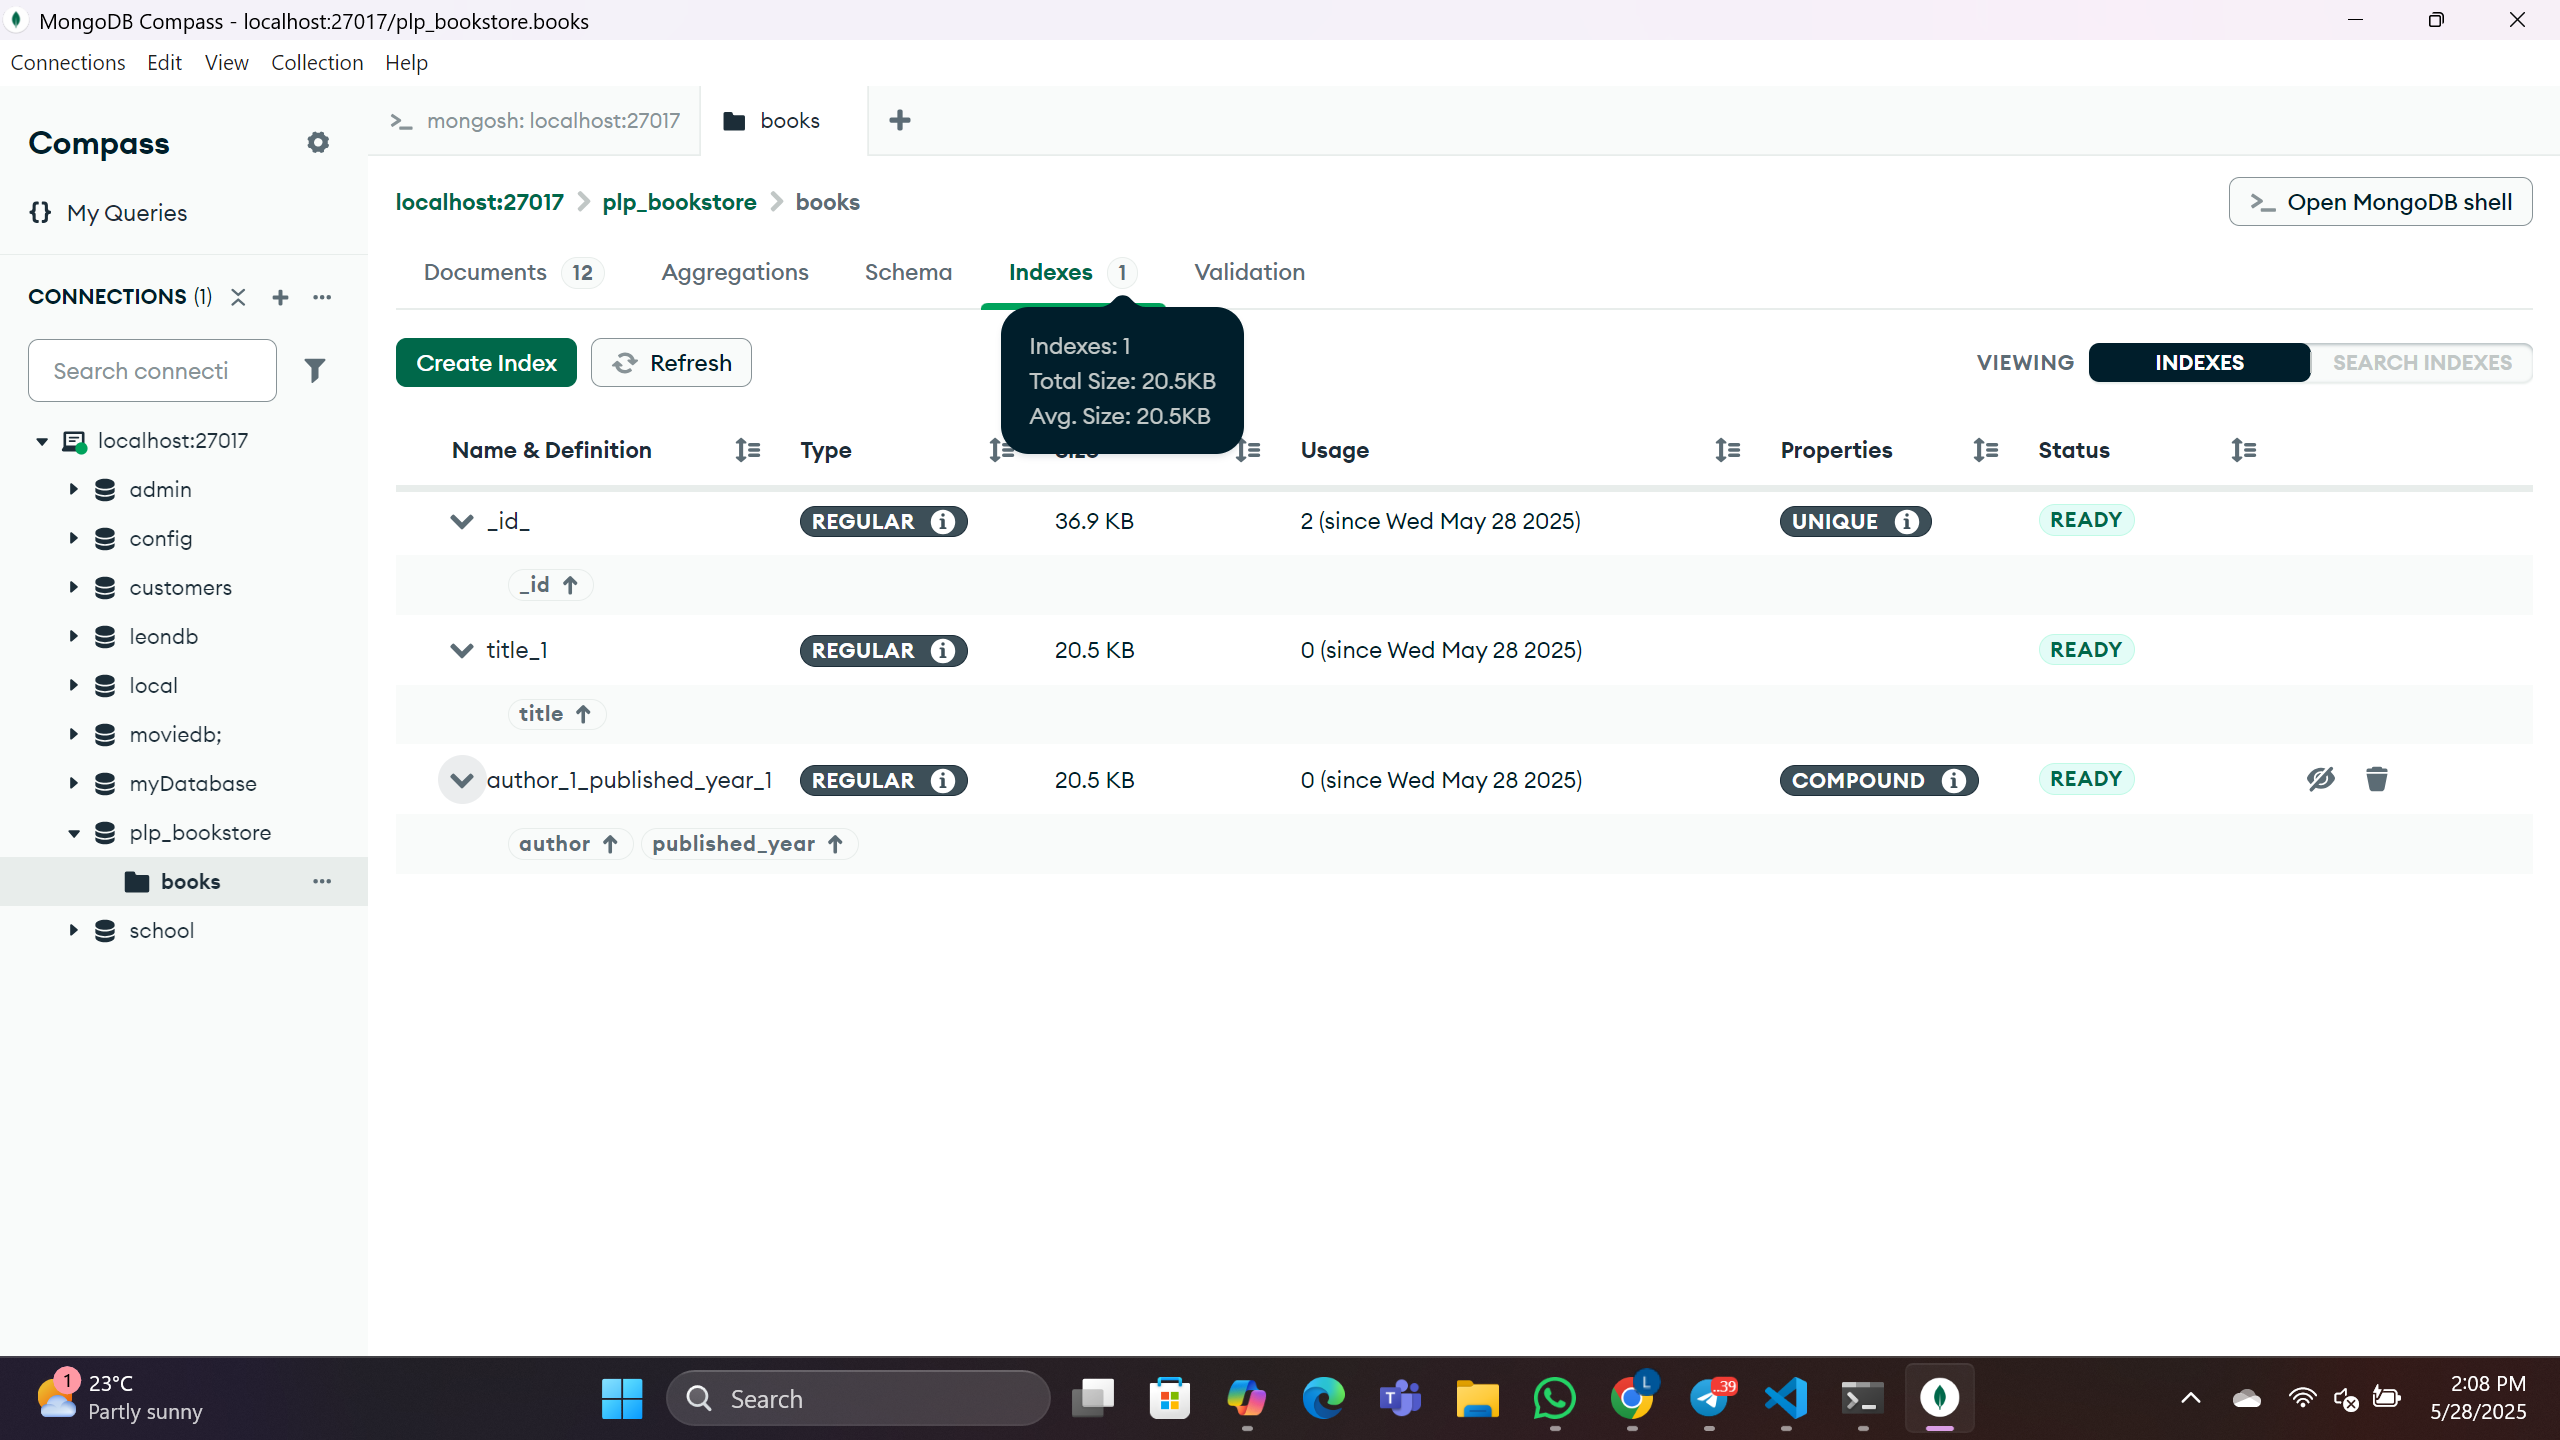 MongoDB Compass - localhost:27017/plp_bookstore.books
Connections Edit View Collection Help
Compass
My Queries
CONNECTIONS (1)
Search connecti
localhost:27017
admin
config
customers
leondb
local
moviedb;
myDatabase
plp_bookstore
books
school
mongosh: localhost:27017
books
localhost:27017 plp_bookstore books
Open MongoDB shell
Documents 12 Aggregations Schema Indexes 1 Validation
Create Index Refresh
Indexes: 1
Total Size: 20.5KB
Avg. Size: 20.5KB
VIEWING INDEXES SEARCH INDEXES
Name & Definition Type Usage Properties Status
_id_ REGULAR 36.9 KB 2 (since Wed May 28 2025) UNIQUE READY
_id
title_1 REGULAR 20.5 KB 0 (since Wed May 28 2025) READY
title
author_1_published_year_1 REGULAR 20.5 KB 0 (since Wed May 28 2025) COMPOUND READY
author published_year
1
23°C
Partly sunny
Search
L
..39
2:08 PM
5/28/2025